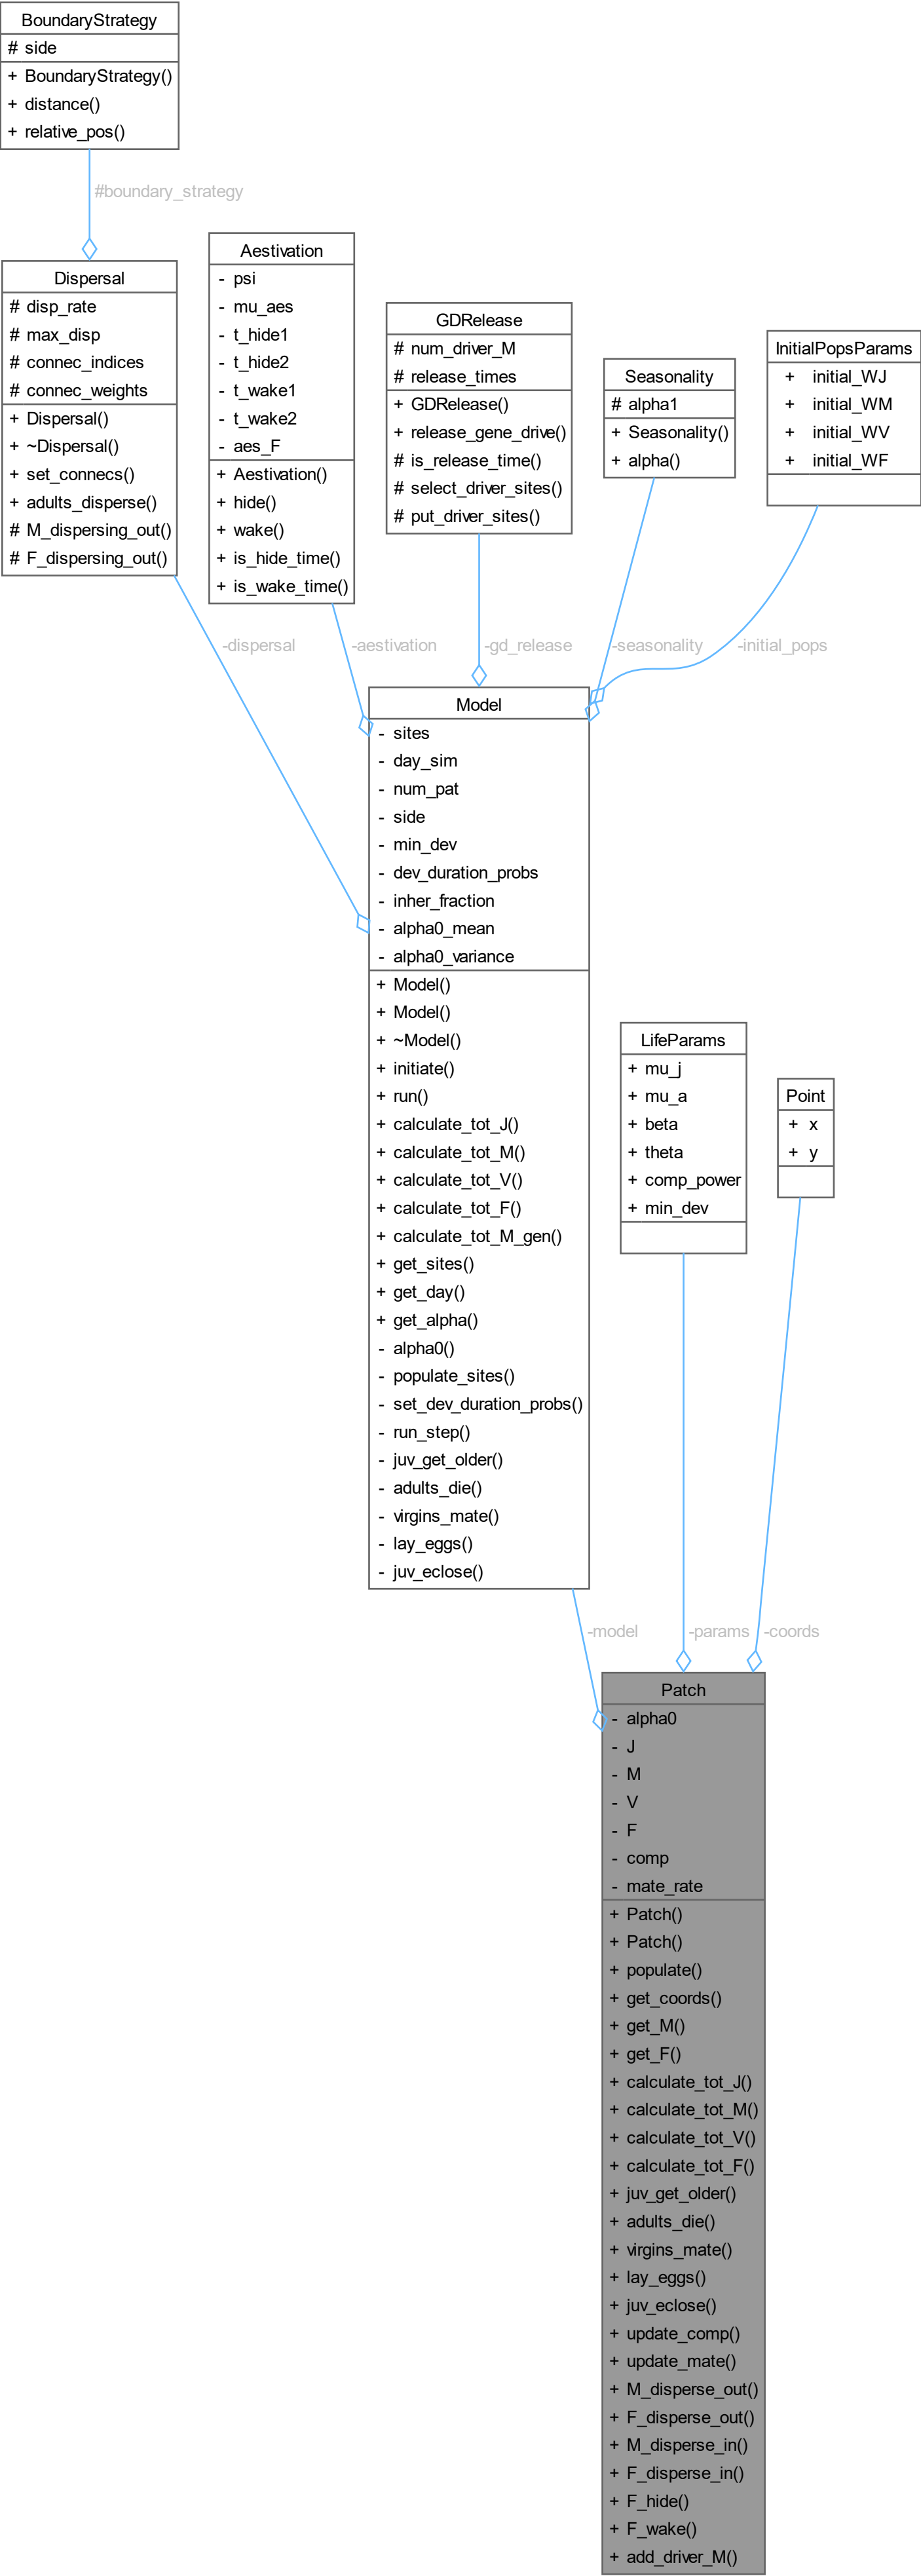 BoundaryStrategy
# side
+ BoundaryStrategy()
+ distance()
+ relative_pos()
#boundary_strategy
Dispersal
# disp_rate
# max_disp
# connec_indices
# connec_weights
+ Dispersal()
+ ~Dispersal()
+ set_connecs()
+ adults_disperse()
# M_dispersing_out()
# F_dispersing_out()
Aestivation
- psi
- mu_aes
- t_hide1
- t_hide2
- t_wake1
- t_wake2
- aes_F
+ Aestivation()
+ hide()
+ wake()
+ is_hide_time()
+ is_wake_time()
GDRelease
# num_driver_M
# release_times
+ GDRelease()
+ release_gene_drive()
# is_release_time()
# select_driver_sites()
# put_driver_sites()
Seasonality
# alpha1
+ Seasonality()
+ alpha()
InitialPopsParams
+ initial_WJ
+ initial_WM
+ initial_WV
+ initial_WF
-dispersal
-aestivation
-gd_release
-seasonality
-initial_pops
Model
- sites
- day_sim
- num_pat
- side
- min_dev
- dev_duration_probs
- inher_fraction
- alpha0_mean
- alpha0_variance
+ Model()
+ Model()
+ ~Model()
+ initiate()
+ run()
+ calculate_tot_J()
+ calculate_tot_M()
+ calculate_tot_V()
+ calculate_tot_F()
+ calculate_tot_M_gen()
+ get_sites()
+ get_day()
+ get_alpha()
- alpha0()
- populate_sites()
- set_dev_duration_probs()
- run_step()
- juv_get_older()
- adults_die()
- virgins_mate()
- lay_eggs()
- juv_eclose()
LifeParams
+ mu_j
+ mu_a
+ beta
+ theta
+ comp_power
+ min_dev
Point
+ x
+ y
-model
-params
-coords
Patch
- alpha0
- J
- M
- V
- F
- comp
- mate_rate
+ Patch()
+ Patch()
+ populate()
+ get_coords()
+ get_M()
+ get_F()
+ calculate_tot_J()
+ calculate_tot_M()
+ calculate_tot_V()
+ calculate_tot_F()
+ juv_get_older()
+ adults_die()
+ virgins_mate()
+ lay_eggs()
+ juv_eclose()
+ update_comp()
+ update_mate()
+ M_disperse_out()
+ F_disperse_out()
+ M_disperse_in()
+ F_disperse_in()
+ F_hide()
+ F_wake()
+ add_driver_M()